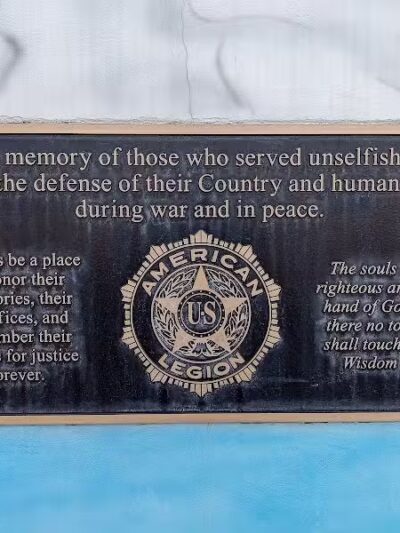 memory of those who served unselfish
the defense of their Country and human
during war and in peace.
be a place
onor their
ories, their
fices, and
mber their
s for justice
orever.
AMERICAN
US
LEGION
The souls
righteous a
hand of Go
there no to
shall touch
Wisdom